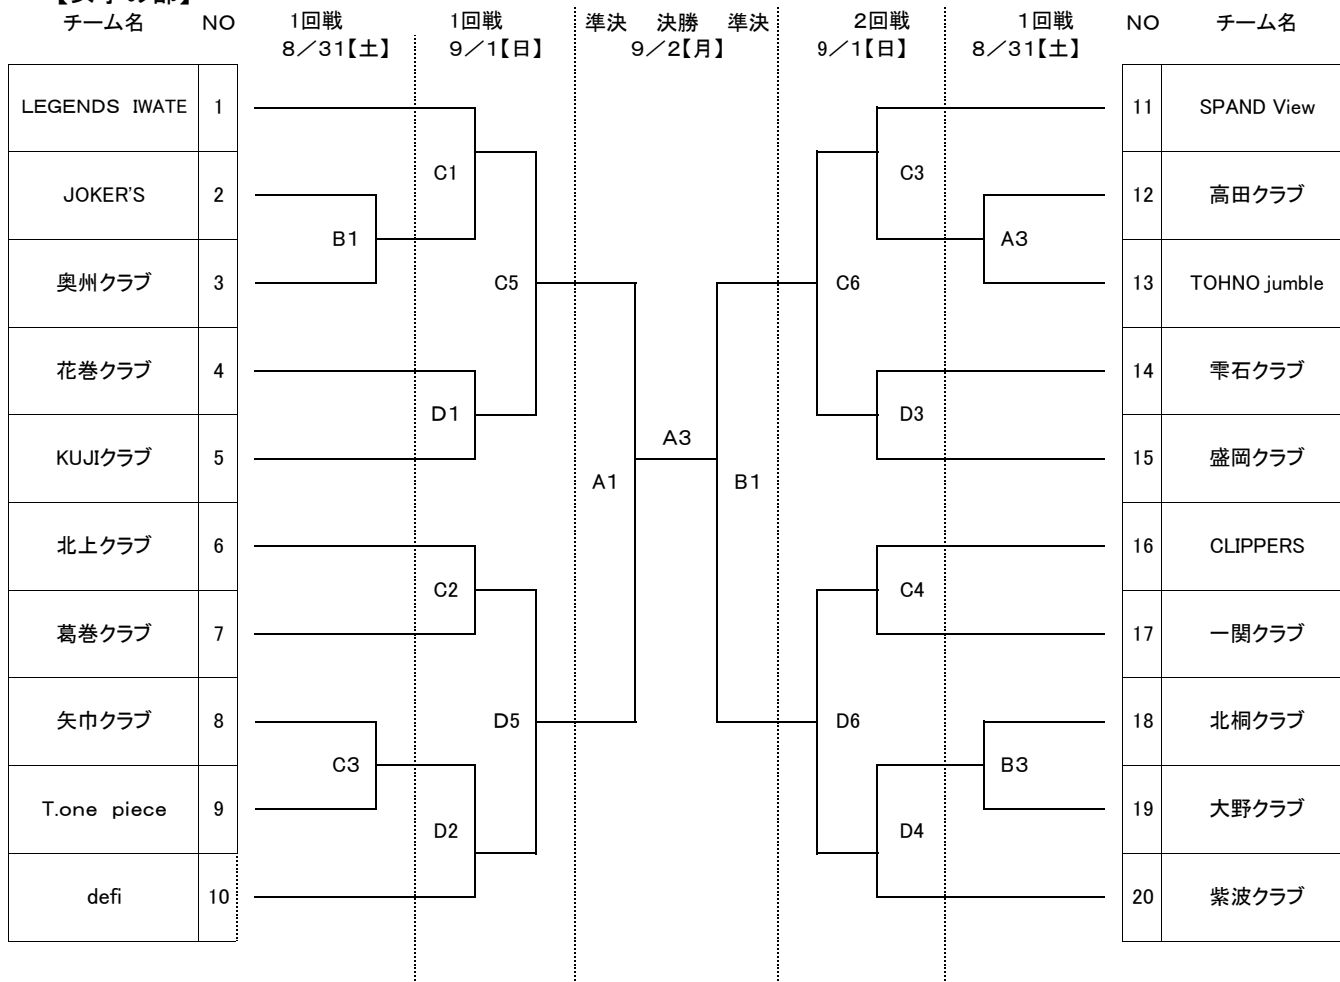 チーム名 NO 1回戦 1回戦 準決 決勝 準決 2回戦 1回戦 NO チーム名
8/31【土】 9/1【日】 9/2【月】 9/1【日】 8/31【土】
LEGENDS IWATE 1 11 SPAND View
C1 C3
JOKER'S 2 12 高田クラブ
B1 A3
奥州クラブ 3 C5 C6 13 TOHNO jumble
花巻クラブ 4 14 雫石クラブ
D1 D3
A3
KUJIクラブ 5 15 盛岡クラブ
A1 B1
北上クラブ 6 16 CLIPPERS
C2 C4
葛巻クラブ 7 17 一関クラブ
矢巾クラブ 8 D5 D6 18 北桐クラブ
C3 B3
T.one piece 9 19 大野クラブ
D2 D4
defi 10 20 紫波クラブ